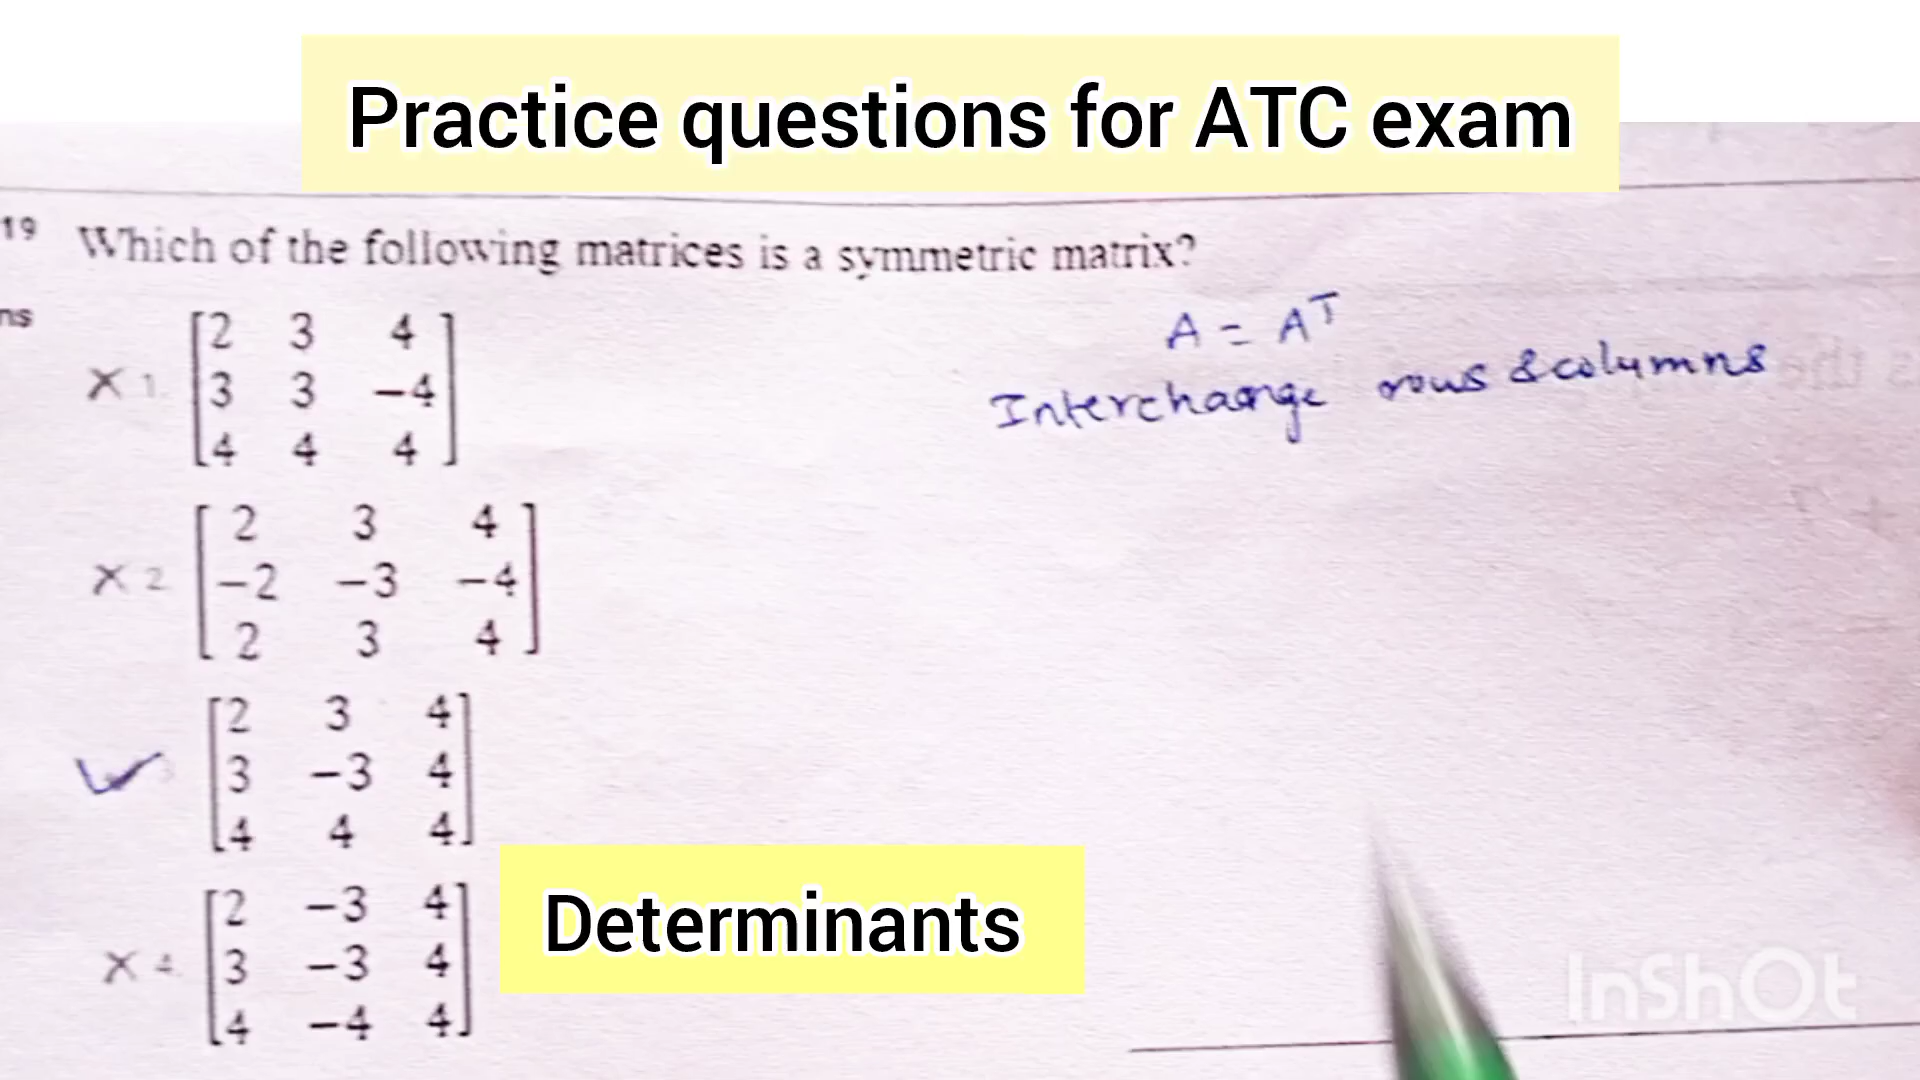 Practice questions for ATC exam
19 Which of the following matrices is a symmetric matrix?
ns
A = A^T
Interchange rows & columns
X 1. [2 3 4
3 3 -4
4 4 4]
X 2. [2 3 4
-2 -3 -4
2 3 4]
✓ 3 [2 3 4
3 -3 4
4 4 4]
X 4. [2 -3 4
3 -3 4
4 -4 4]
Determinants
InShOt